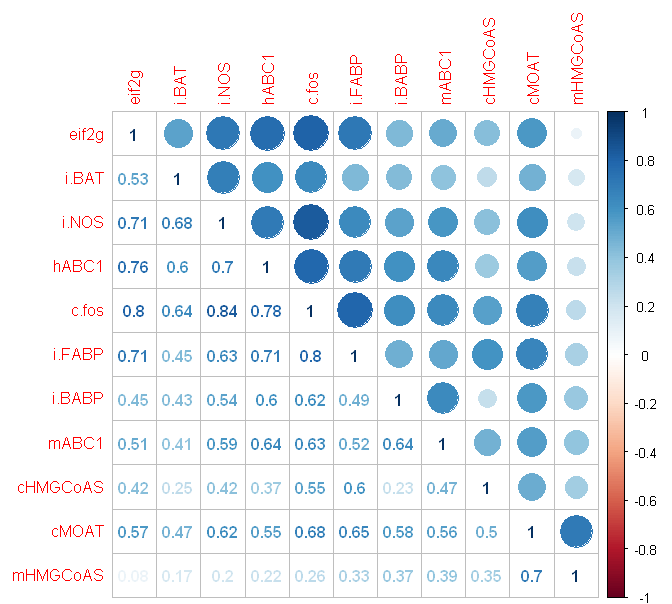 eif2g i.BAT i.NOS hABC1 c.fos i.FABP i.BABP mABC1 cHMGCoAS cMOAT mHMGCoAS
eif2g 1
i.BAT 0.53 1
i.NOS 0.71 0.68 1
hABC1 0.76 0.6 0.7 1
c.fos 0.8 0.64 0.84 0.78 1
i.FABP 0.71 0.45 0.63 0.71 0.8 1
i.BABP 0.45 0.43 0.54 0.6 0.62 0.49 1
mABC1 0.51 0.41 0.59 0.64 0.63 0.52 0.64 1
cHMGCoAS 0.42 0.25 0.42 0.37 0.55 0.6 0.23 0.47 1
cMOAT 0.57 0.47 0.62 0.55 0.68 0.65 0.58 0.56 0.5 1
mHMGCoAS 0.08 0.17 0.2 0.22 0.26 0.33 0.37 0.39 0.35 0.7 1
1
0.8
0.6
0.4
0.2
0
-0.2
-0.4
-0.6
-0.8
-1